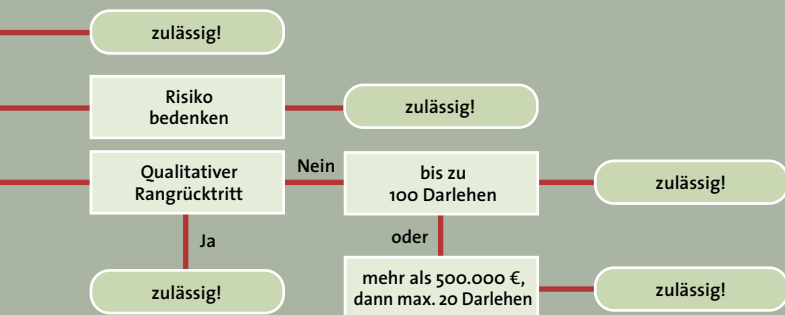 zulässig!
Risiko
bedenken
zulässig!
Qualitativer
Rangrücktritt
Nein
bis zu
100 Darlehen
zulässig!
Ja
oder
zulässig!
mehr als 500.000 €,
dann max. 20 Darlehen
zulässig!